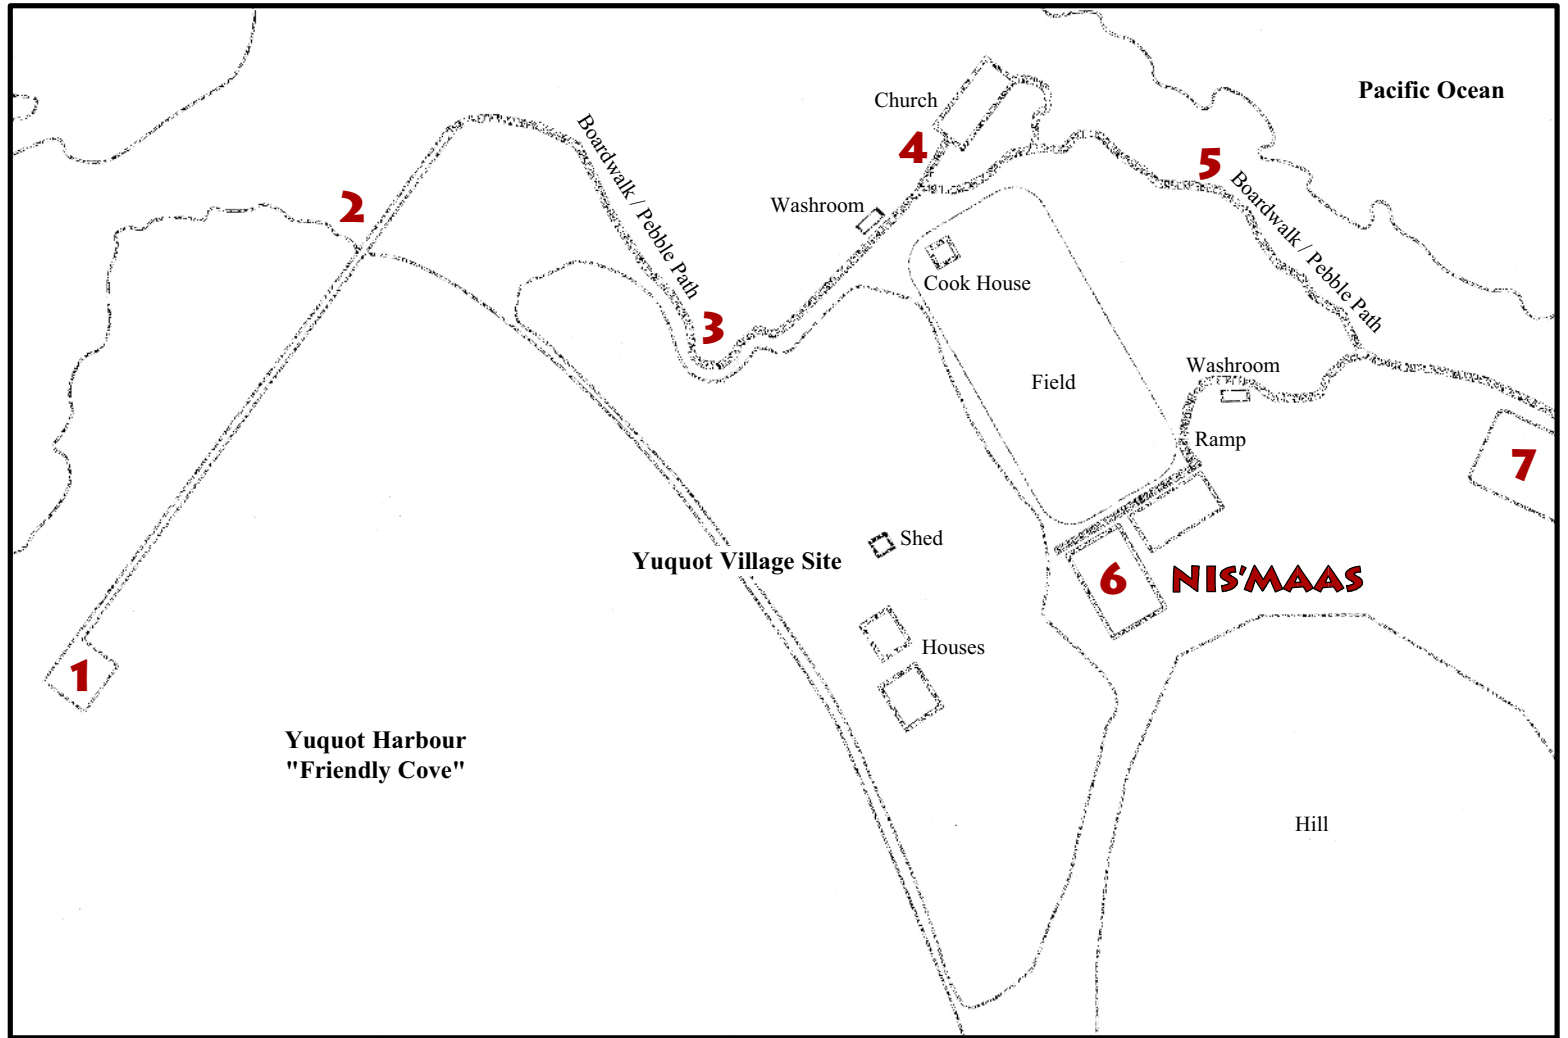 Pacific Ocean
Church
4
5
Boardwalk / Pebble Path
2
Washroom
Boardwalk / Pebble Path
Cook House
3
Washroom
Field
Ramp
7
Shed
Yuquot Village Site
6
NIS'MAAS
Houses
1
Yuquot Harbour
"Friendly Cove"
Hill